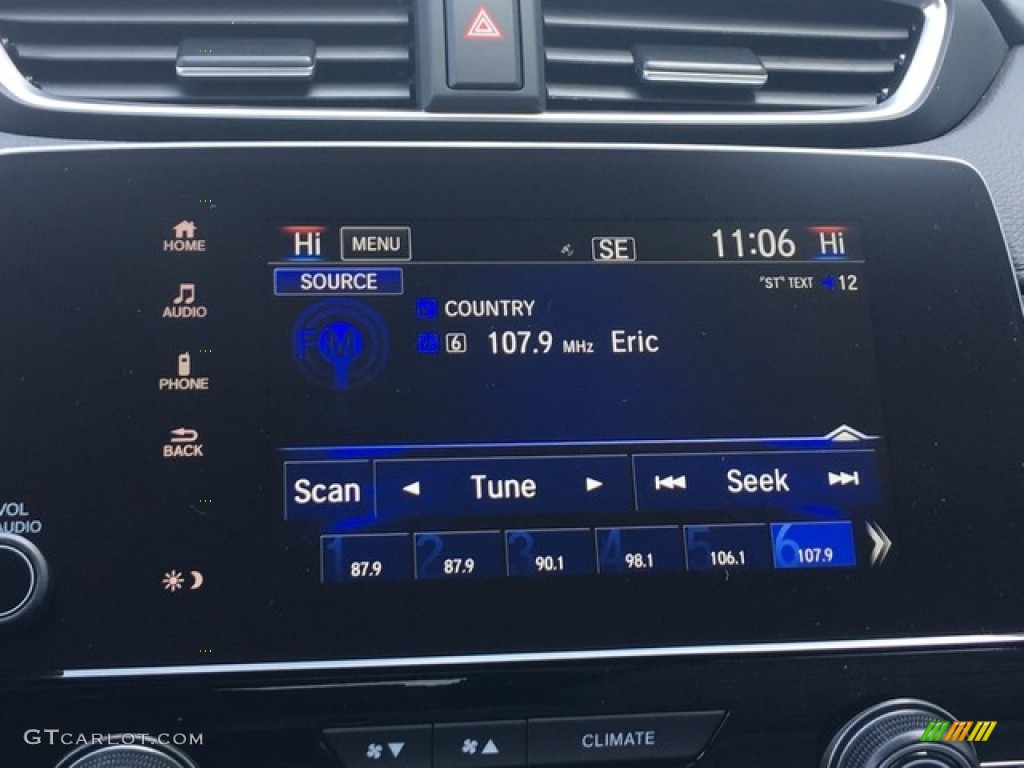 Hi MENU SE 11:06 Hi
SOURCE "ST" TEXT 12
COUNTRY
FM
6 107.9 MHz Eric
HOME
AUDIO
PHONE
BACK
Scan Tune Seek
1 87.9 2 87.9 3 90.1 4 98.1 5 106.1 6 107.9
VOL
AUDIO
CLIMATE
GTCARLOT.COM